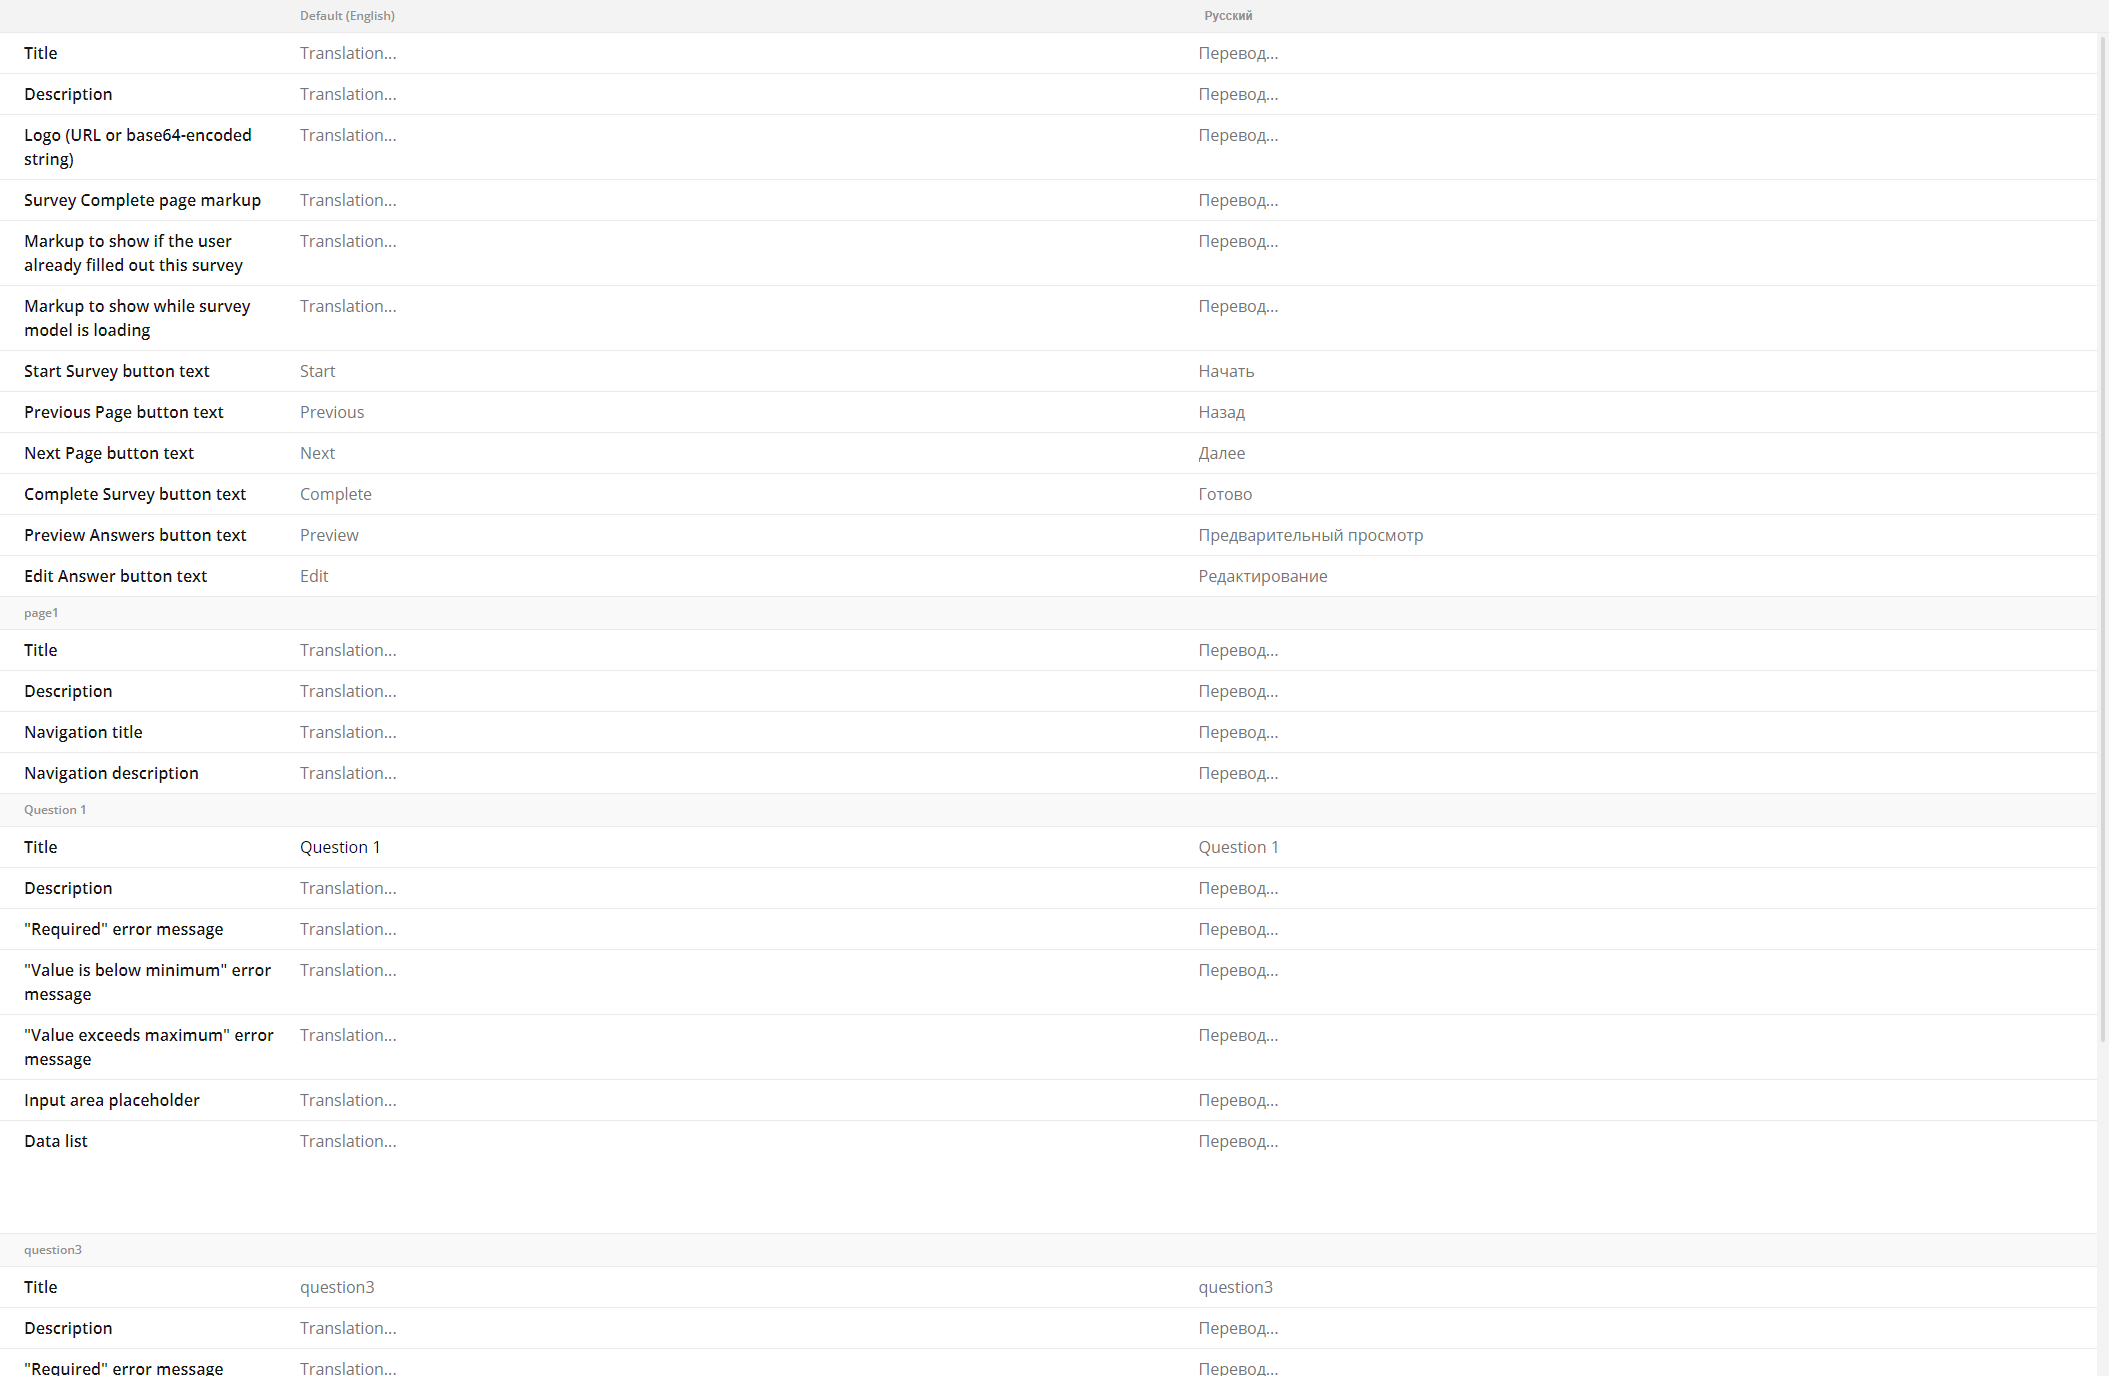 Default (English) Русский
Title Translation... Перевод...
Description Translation... Перевод...
Logo (URL or base64-encoded Translation... Перевод...
string)
Survey Complete page markup Translation... Перевод...
Markup to show if the user Translation... Перевод...
already filled out this survey
Markup to show while survey Translation... Перевод...
model is loading
Start Survey button text Start Начать
Previous Page button text Previous Назад
Next Page button text Next Далее
Complete Survey button text Complete Готово
Preview Answers button text Preview Предварительный просмотр
Edit Answer button text Edit Редактирование
page1
Title Translation... Перевод...
Description Translation... Перевод...
Navigation title Translation... Перевод...
Navigation description Translation... Перевод...
Question 1
Title Question 1 Question 1
Description Translation... Перевод...
"Required" error message Translation... Перевод...
"Value is below minimum" error Translation... Перевод...
message
"Value exceeds maximum" error Translation... Перевод...
message
Input area placeholder Translation... Перевод...
Data list Translation... Перевод...
question3
Title question3 question3
Description Translation... Перевод...
"Required" error message Translation... Перевод...